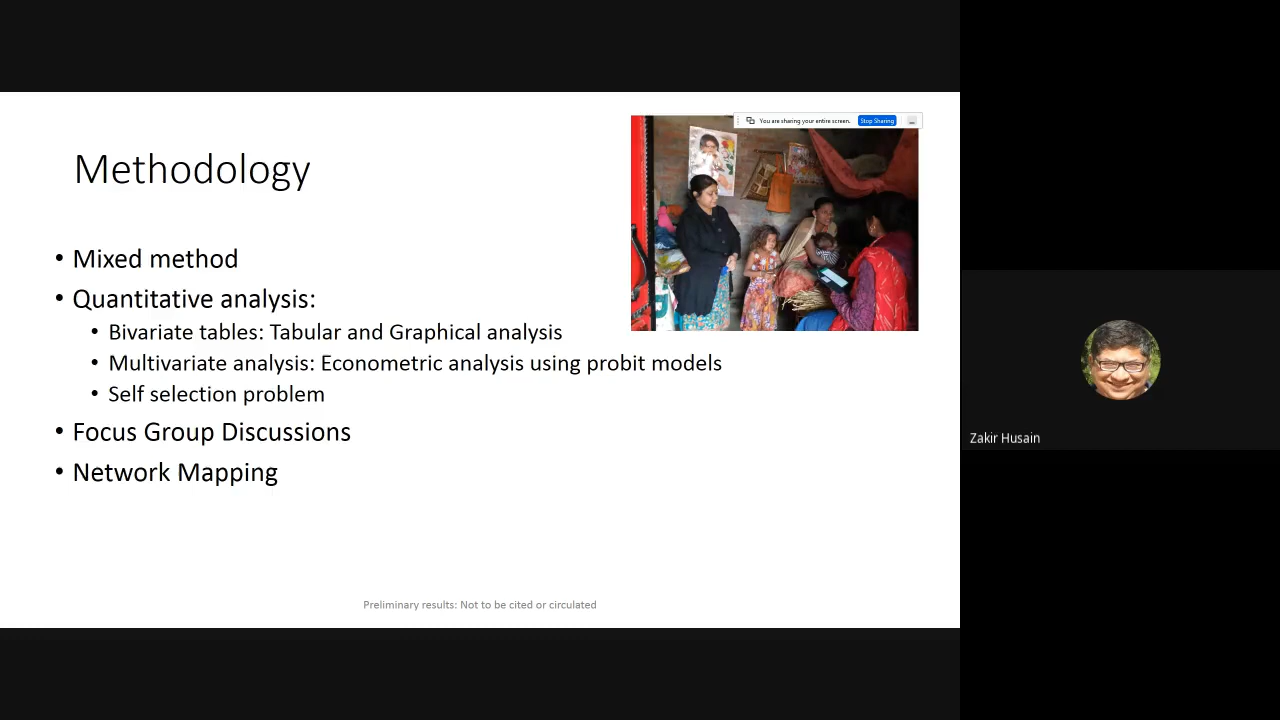 You are sharing your entire screen.
Stop Sharing
Methodology
• Mixed method
• Quantitative analysis:
• Bivariate tables: Tabular and Graphical analysis
• Multivariate analysis: Econometric analysis using probit models
• Self selection problem
• Focus Group Discussions
• Network Mapping
Preliminary results: Not to be cited or circulated
Zakir Husain